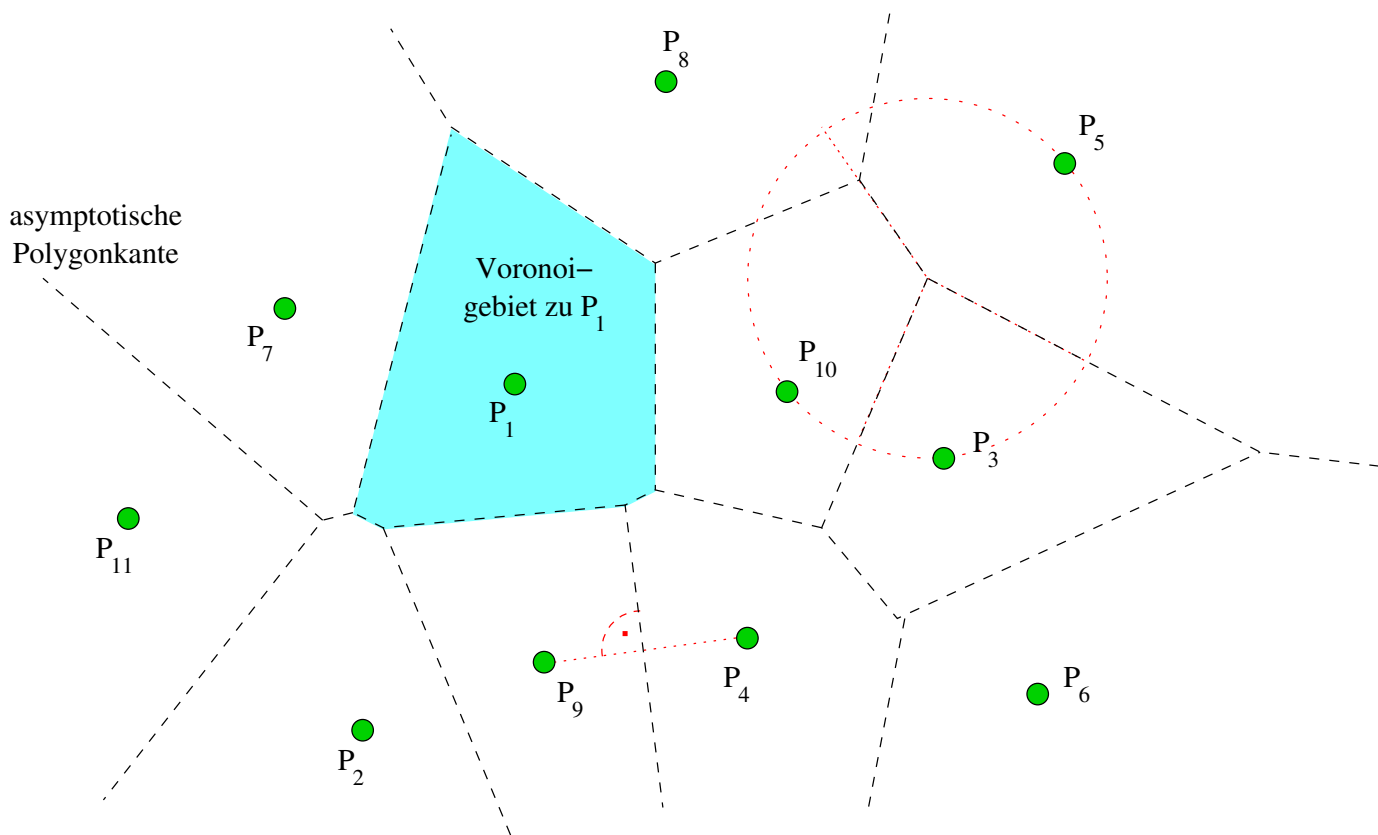 P8
P5
asymptotische
Polygonkante
Voronoi–
gebiet zu P1
P7
P10
P1
P3
P11
P9
P4
P6
P2